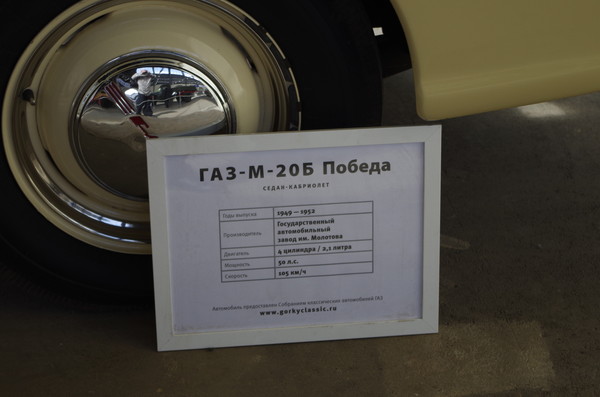 ГАЗ-М-20Б Победа
СЕДАН-КАБРИОЛЕТ
Годы выпуска 1949 — 1952
Производитель Государственный
автомобильный
завод им. Молотова
Двигатель 4 цилиндра / 2,1 литра
Мощность 50 л.с.
Скорость 105 км/ч
Автомобиль предоставлен Собранием классических автомобилей ГАЗ
www.gorkyclassic.ru